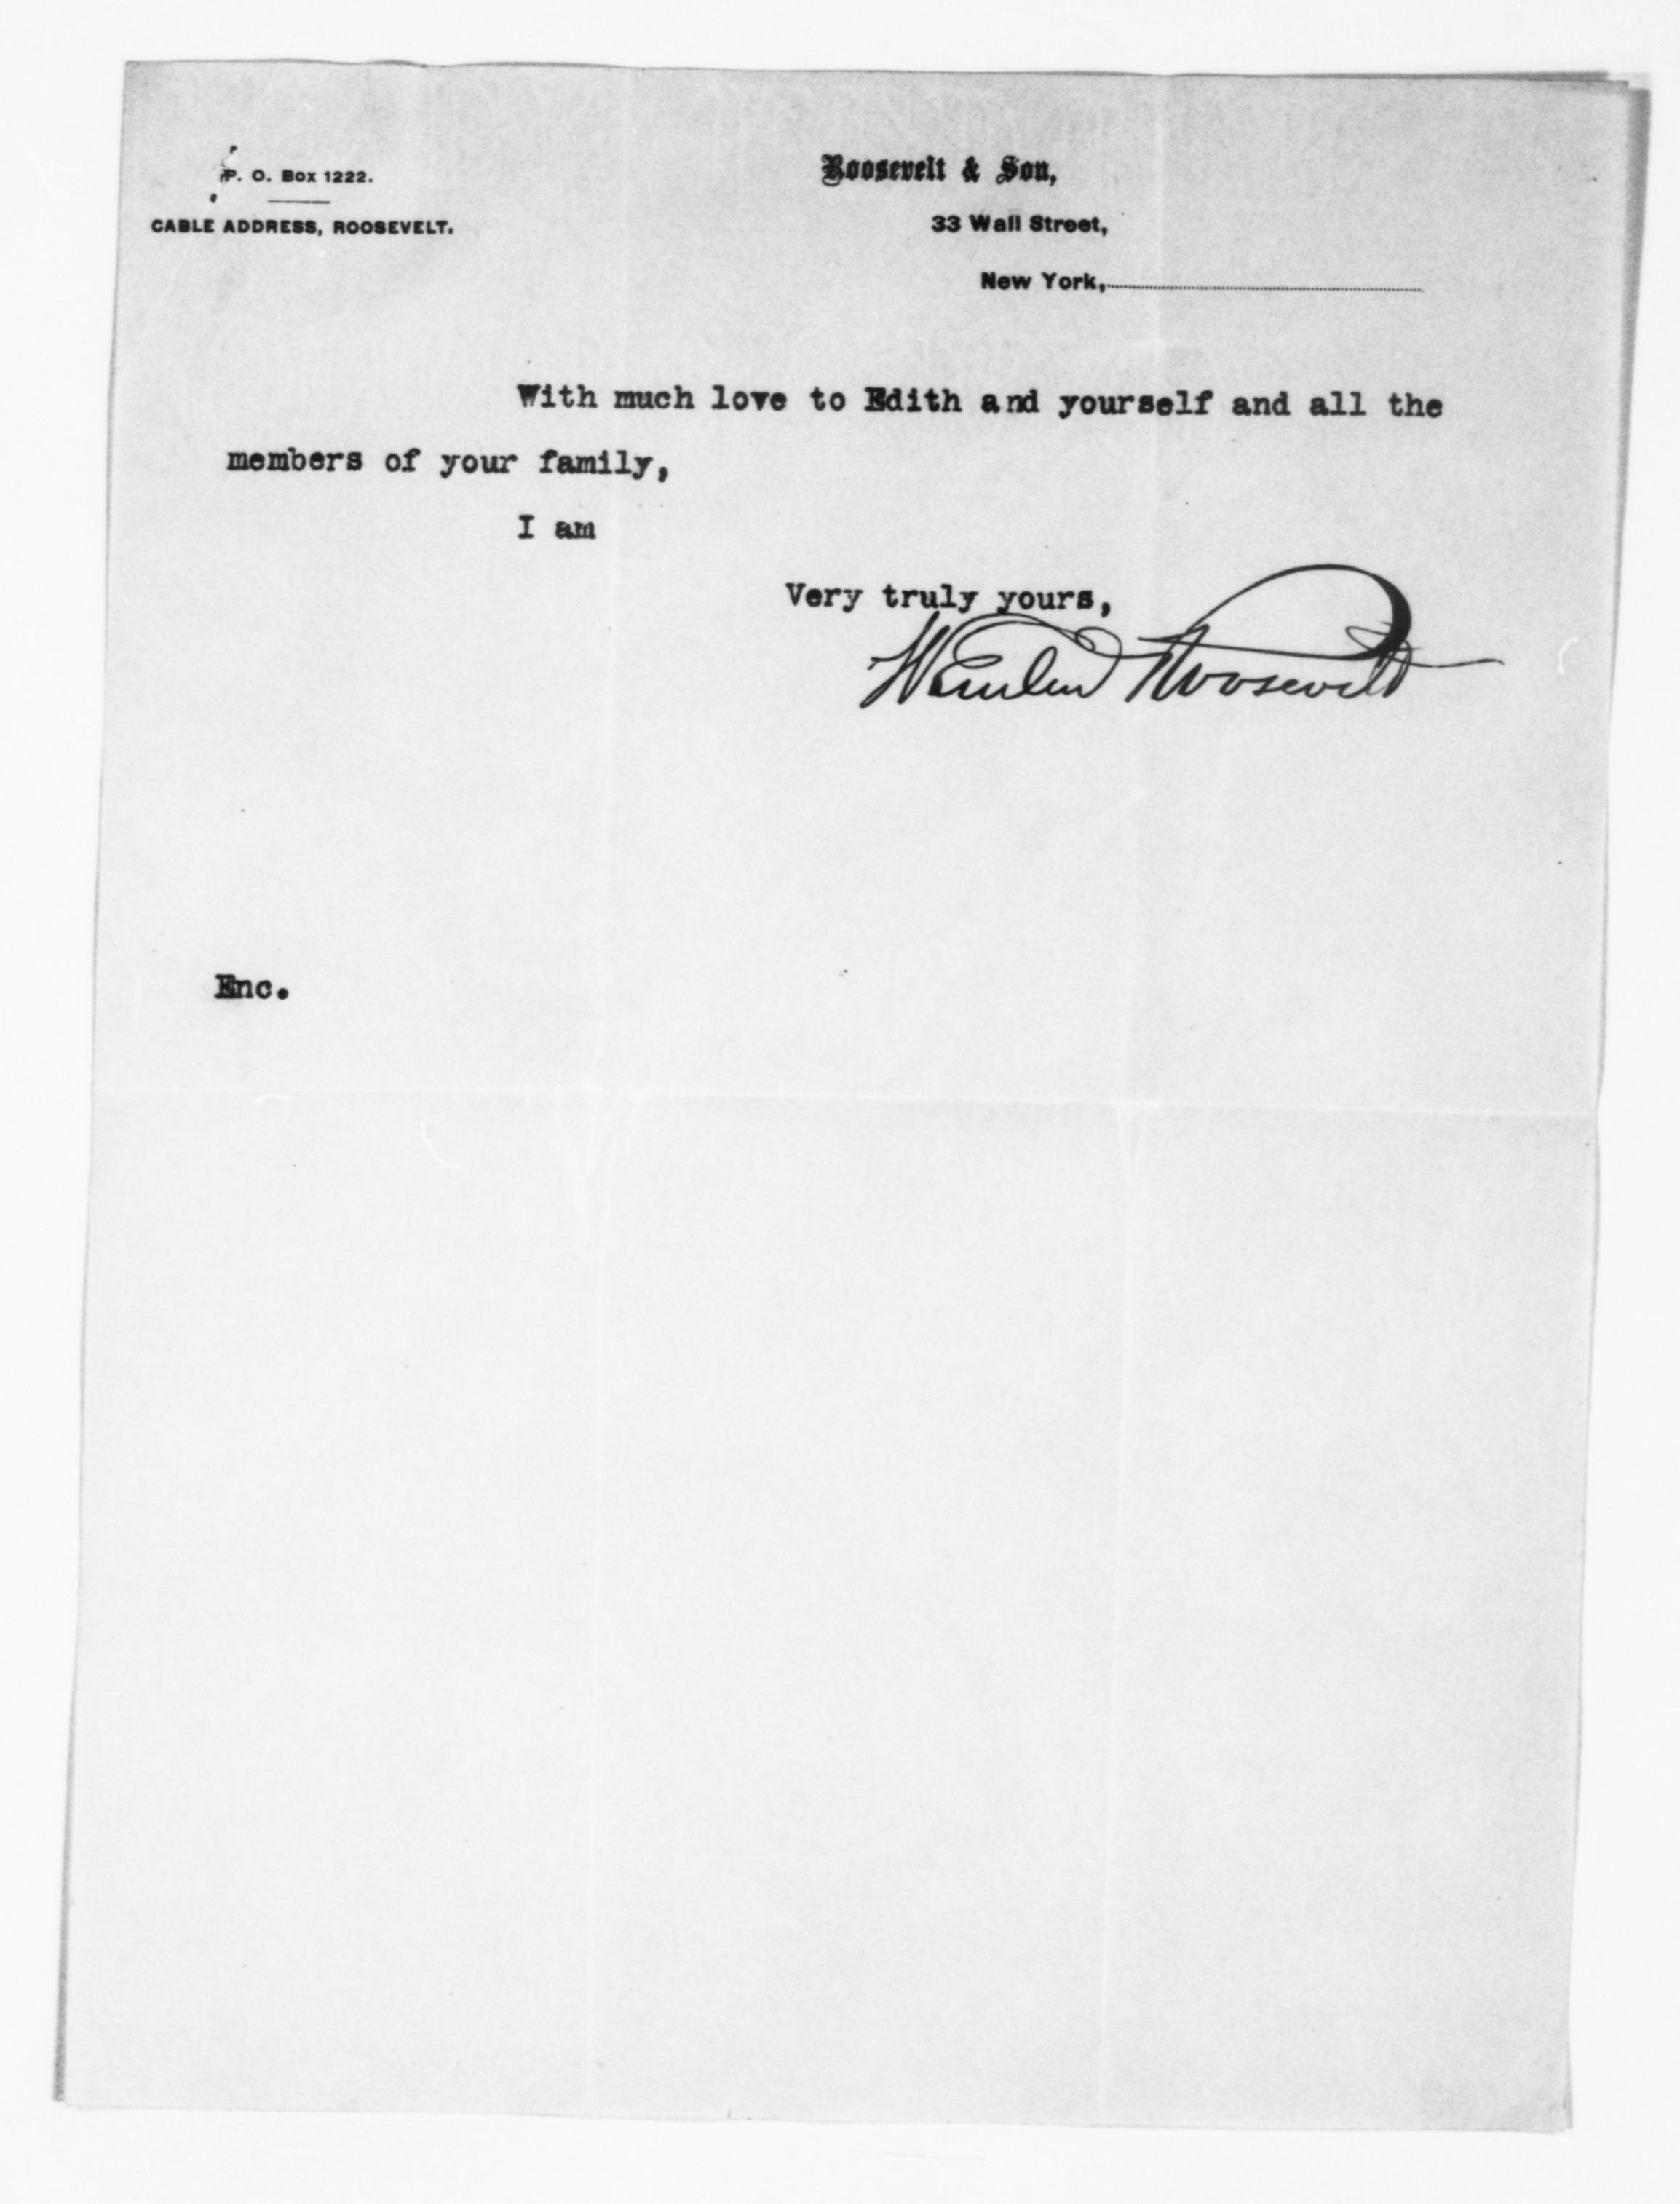 P. O. Box 1222.
CABLE ADDRESS, ROOSEVELT.
Roosevelt & Son,
33 Wall Street,
New York,
With much love to Edith and yourself and all the
members of your family,
I am
Very truly yours,
W Emlen Roosevelt
Enc.